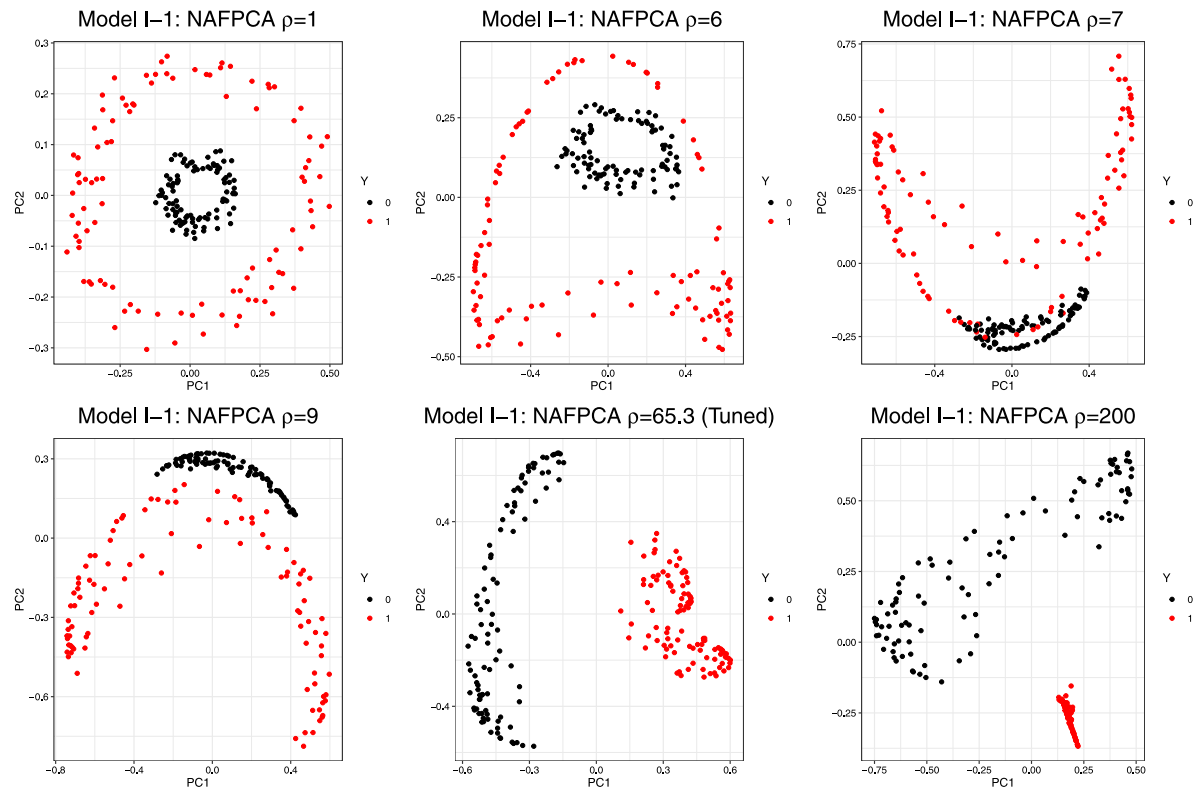 Model I−1: NAFPCA ρ=1
0.3
0.2
0.1
0.0
−0.1
−0.2
−0.3
−0.25
0.00
0.25
0.50
PC1
PC2
Y
0
1
Model I−1: NAFPCA ρ=6
0.25
0.00
−0.25
−0.50
−0.4
0.0
0.4
PC1
PC2
Y
0
1
Model I−1: NAFPCA ρ=7
0.75
0.50
0.25
0.00
−0.25
−0.4
0.0
0.4
PC1
PC2
Y
0
1
Model I−1: NAFPCA ρ=9
0.3
0.0
−0.3
−0.6
−0.8
−0.4
0.0
0.4
PC1
PC2
Y
0
1
Model I−1: NAFPCA ρ=65.3 (Tuned)
0.4
0.0
−0.4
−0.6
−0.3
0.0
0.3
0.6
PC1
PC2
Y
0
1
Model I−1: NAFPCA ρ=200
0.50
0.25
0.00
−0.25
−0.75
−0.50
−0.25
0.00
0.25
0.50
PC1
PC2
Y
0
1